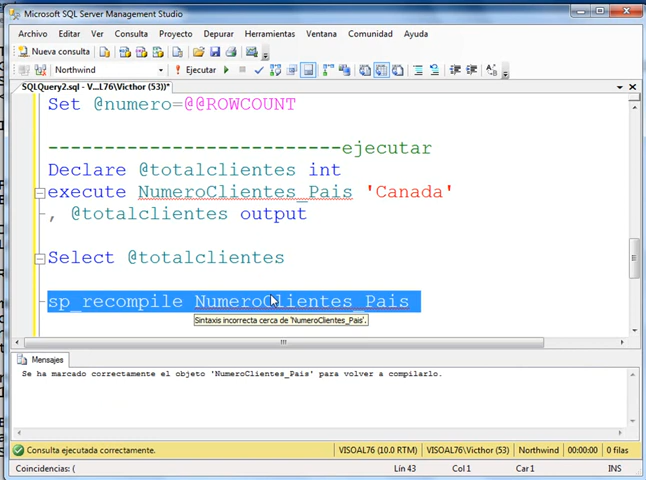 Microsoft SQL Server Management Studio
Archivo Editar Ver Consulta Proyecto Depurar Herramientas Ventana Comunidad Ayuda
Nueva consulta
Northwind Ejecutar
SQLQuery2.sql - V...L76\Victhor (53))*
Set @numero=@@ROWCOUNT
--------------------------ejecutar
Declare @totalclientes int
execute NumeroClientes_Pais 'Canada'
, @totalclientes output
Select @totalclientes
sp_recompile NumeroClientes_Pais
Sintaxis incorrecta cerca de 'NumeroClientes_Pais'.
Mensajes
Se ha marcado correctamente el objeto 'NumeroClientes_Pais' para volver a compilarlo.
Consulta ejecutada correctamente. VISOAL76 (10.0 RTM) VISOAL76\Victhor (53) Northwind 00:00:00 0 filas
Coincidencias: ( Lín 43 Col 1 Car 1 INS